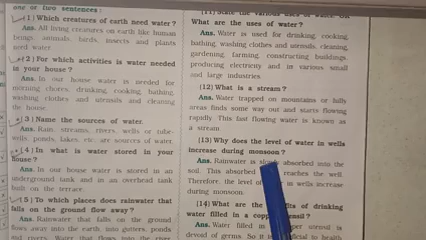 one or two sentences :
(1) Which creatures of earth need water ?
Ans. All living creatures on earth like human
beings, animals, birds, insects and plants
need water.
(2) For which activities is water needed
in your house ?
Ans. In our house water is needed for
morning chores, drinking, cooking, bathing,
washing clothes and utensils and cleaning
the house.
(3) Name the sources of water.
Ans. Rain, streams, rivers, wells or tube-
wells, ponds, lakes, etc. are sources of water.
(4) In what is water stored in your
house ?
Ans. In our house water is stored in an
underground tank and in an overhead tank
built on the terrace.
(5) To which places does rainwater that
falls on the ground flow away ?
Ans. Rainwater that falls on the ground
flows away into the earth, into gutters, ponds
and rivers. Water that flows into the
(11) State the various uses of water. OR
What are the uses of water ?
Ans. Water is used for drinking, cooking,
bathing, washing clothes and utensils, cleaning,
gardening, farming, constructing buildings,
producing electricity and in various small
and large industries.
(12) What is a stream ?
Ans. Water trapped on mountains or hilly
areas finds some way out and starts flowing
rapidly. This fast flowing water is known as
a stream.
(13) Why does the level of water in wells
increase during monsoon ?
Ans. Rainwater is slowly absorbed into the
soil. This absorbed reaches the well.
Therefore, the level of in wells increase
during monsoon.
(14) What are the of drinking
water filled in a
Ans. Water filled in is
devoid of germs. So it is to health